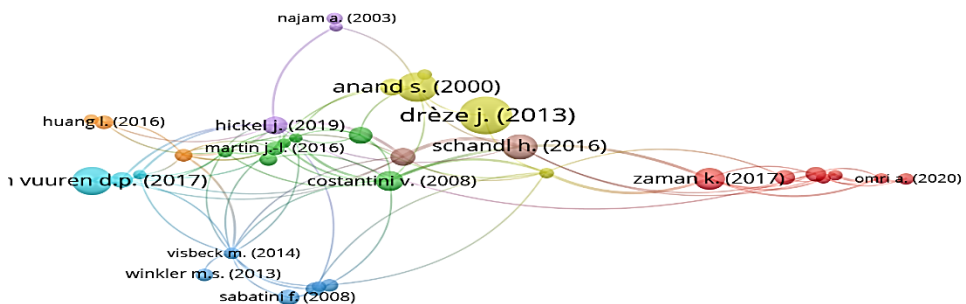 najam a. (2003)
anand s. (2000)
drèze j. (2013)
huang l. (2016)
hickel j. (2019)
martin j.-l. (2016)
schandl h. (2016)
vuuren d.p. (2017)
costantini v. (2008)
zaman k. (2017)
omri a. (2020)
visbeck m. (2014)
winkler m.s. (2013)
sabatini f. (2008)